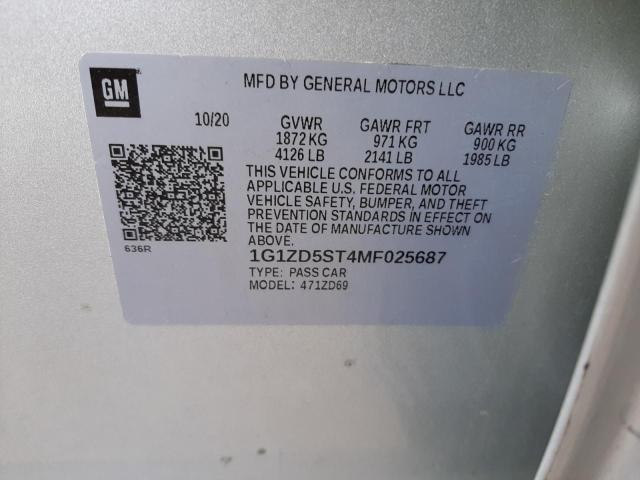 GM
MFD BY GENERAL MOTORS LLC
10/20
GVWR GAWR FRT GAWR RR
1872 KG 971 KG 900 KG
4126 LB 2141 LB 1985 LB
THIS VEHICLE CONFORMS TO ALL
APPLICABLE U.S. FEDERAL MOTOR
VEHICLE SAFETY, BUMPER, AND THEFT
PREVENTION STANDARDS IN EFFECT ON
THE DATE OF MANUFACTURE SHOWN
ABOVE.
636R
1G1ZD5ST4MF025687
TYPE: PASS CAR
MODEL: 471ZD69